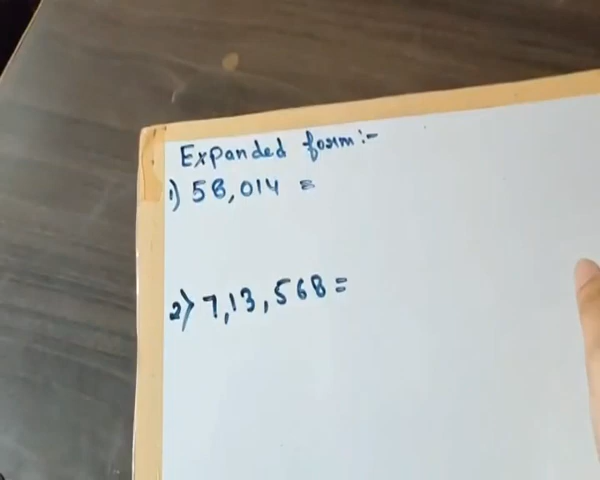 Expanded form:-
1) 58,014 =
2) 7,13,568=